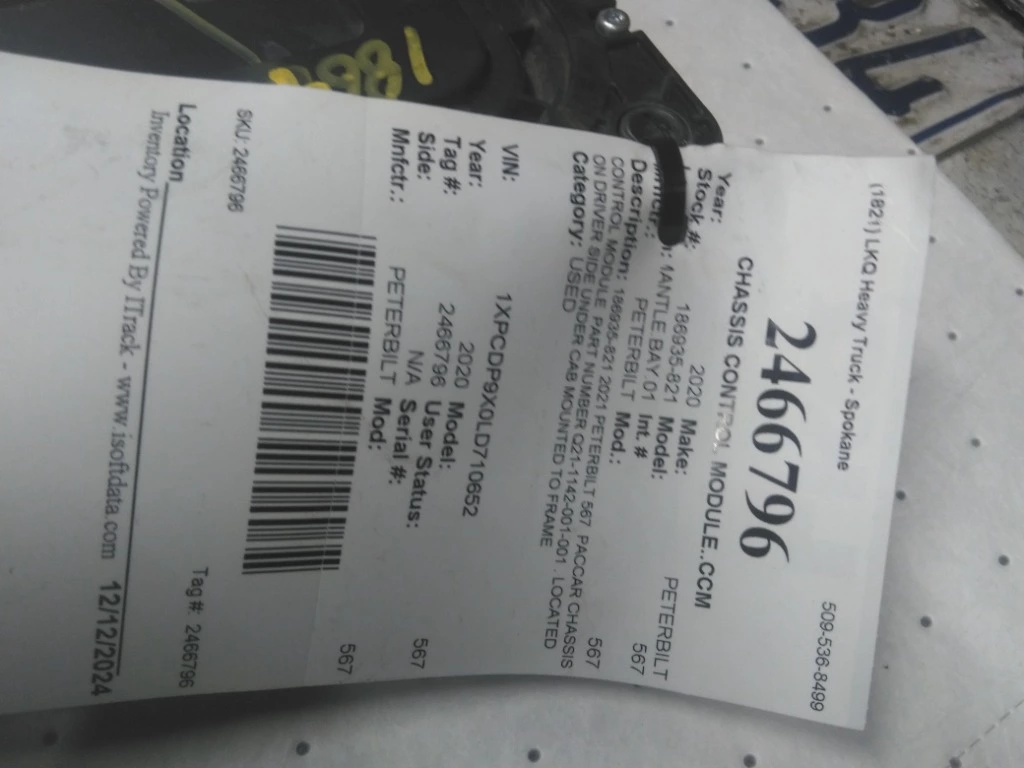 (1821) LKQ Heavy Truck - Spokane 509-536-8499
2466796
CHASSIS CONTROL MODULE..CCM
Year: 2020 Make: PETERBILT
Stock #: 186935-821 Model: 567
MANTLE.BAY.01 Int. #
PETERBILT Mod.: 567
Description: 186935-821 2021 PETERBILT 567 PACCAR CHASSIS
CONTROL MODULE, PART NUMBER Q21-1142-001-001 LOCATED
ON DRIVER SIDE UNDER CAB MOUNTED TO FRAME
Category: USED
VIN: 1XPCDP9X0LD710652
Year: 2020 Model: 567
Tag #: 2466796 User Status:
Side: N/A Serial #:
Mnfctr.: PETERBILT Mod: 567
SKU: 2466796 Tag#: 2466796
Location
Inventory Powered By ITrack - www.isoftdata.com 12/12/2024